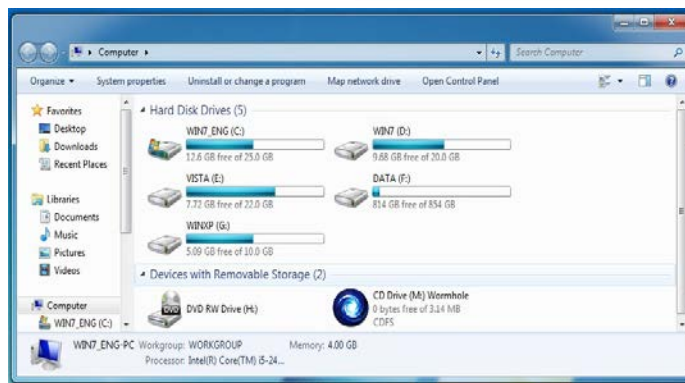 Computer
Search Computer
Organize
System properties
Uninstall or change a program
Map network drive
Open Control Panel
Favorites
Desktop
Downloads
Recent Places
Libraries
Documents
Music
Pictures
Videos
Computer
WIN7_ENG (C:)
Hard Disk Drives (5)
WIN7_ENG (C:)
12.6 GB free of 25.0 GB
WIN7 (D:)
9.68 GB free of 20.0 GB
VISTA (E:)
7.72 GB free of 22.0 GB
DATA (F:)
814 GB free of 854 GB
WINXP (G:)
5.09 GB free of 10.0 GB
Devices with Removable Storage (2)
DVD
DVD RW Drive (H:)
CD Drive (M:) Wormhole
0 bytes free of 3.14 MB
CDFS
WIN7_ENG-PC Workgroup: WORKGROUP Memory: 4.00 GB
Processor: Intel(R) Core(TM) i5-24...